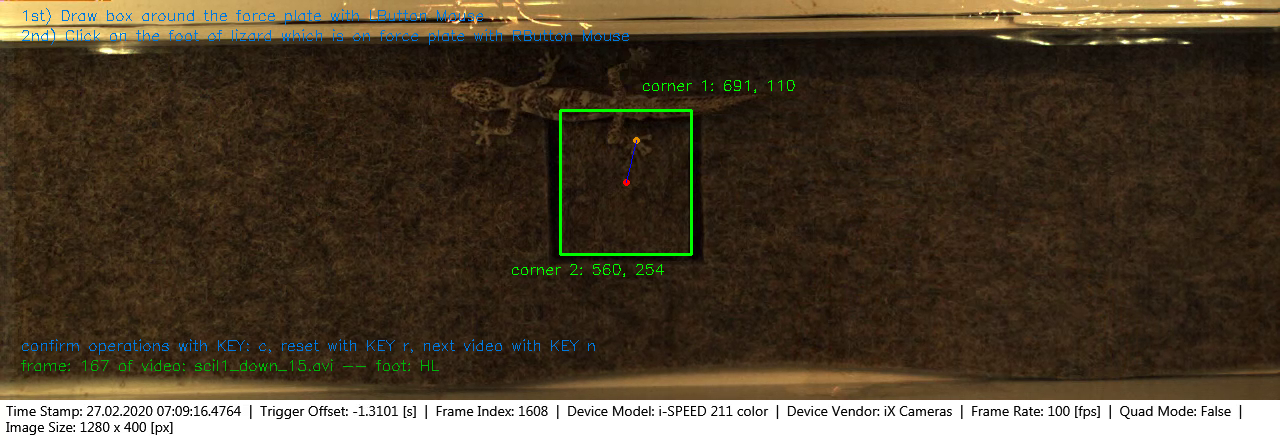 1st) Draw box around the force plate with LButton Mouse
2nd) Click on the foot of lizard which is on force plate with RButton Mouse
corner 1: 691, 110
corner 2: 560, 254
confirm operations with KEY: c, reset with KEY r, next video with KEY n
frame: 167 of video: scil1_down_15.avi -- foot: HL
Time Stamp: 27.02.2020 07:09:16.4764 | Trigger Offset: -1.3101 [s] | Frame Index: 1608 | Device Model: i-SPEED 211 color | Device Vendor: iX Cameras | Frame Rate: 100 [fps] | Quad Mode: False |
Image Size: 1280 x 400 [px]